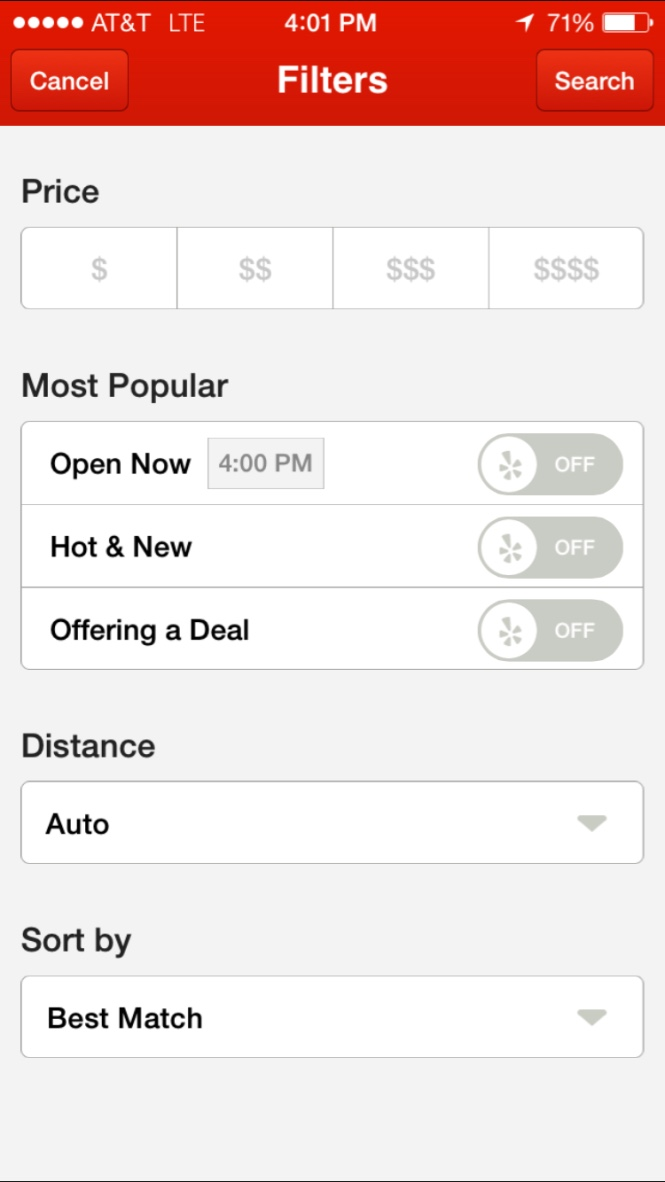 AT&T LTE 4:01 PM 71%
Cancel Filters Search
Price
$ $$ $$$ $$$$
Most Popular
Open Now 4:00 PM OFF
Hot & New OFF
Offering a Deal OFF
Distance
Auto
Sort by
Best Match